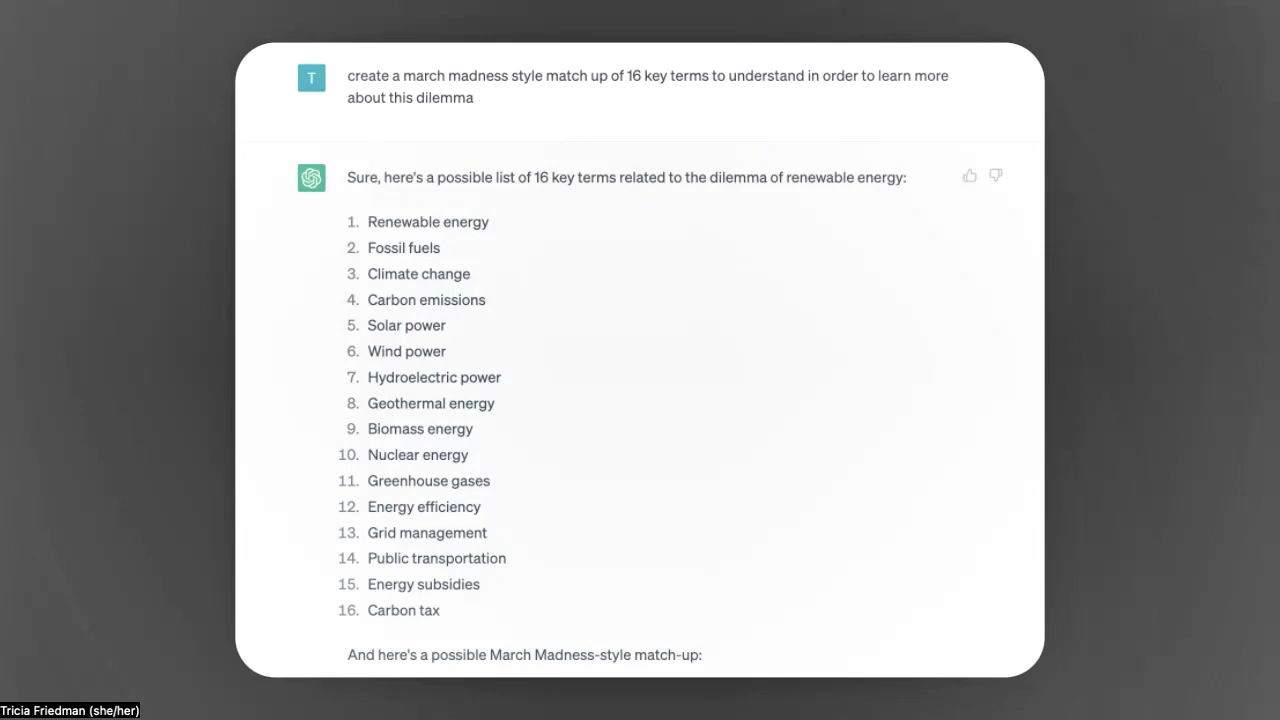 T
create a march madness style match up of 16 key terms to understand in order to learn more
about this dilemma
Sure, here's a possible list of 16 key terms related to the dilemma of renewable energy:
1. Renewable energy
2. Fossil fuels
3. Climate change
4. Carbon emissions
5. Solar power
6. Wind power
7. Hydroelectric power
8. Geothermal energy
9. Biomass energy
10. Nuclear energy
11. Greenhouse gases
12. Energy efficiency
13. Grid management
14. Public transportation
15. Energy subsidies
16. Carbon tax
And here's a possible March Madness-style match-up:
Tricia Friedman (she/her)